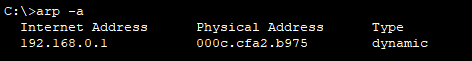 C:\>arp -a
  Internet Address      Physical Address      Type
  192.168.0.1           000c.cfa2.b975        dynamic